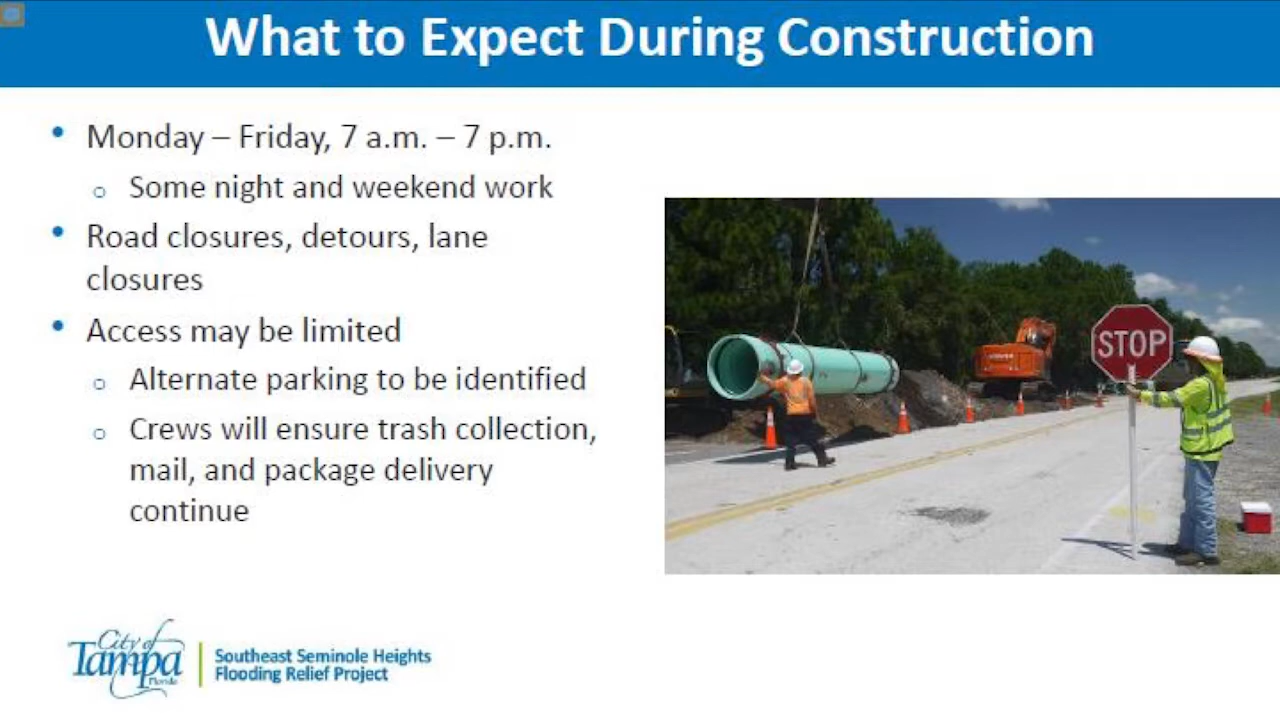 What to Expect During Construction
• Monday – Friday, 7 a.m. – 7 p.m.
o Some night and weekend work
• Road closures, detours, lane
closures
• Access may be limited
o Alternate parking to be identified
o Crews will ensure trash collection,
mail, and package delivery
continue
STOP
City of
Tampa
Florida
Southeast Seminole Heights
Flooding Relief Project